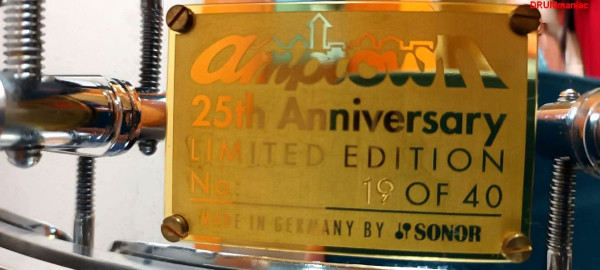 DRUMmaniac
amptown
25th Anniversary
LIMITED EDITION
No: 19 OF 40
MADE IN GERMANY BY SONOR